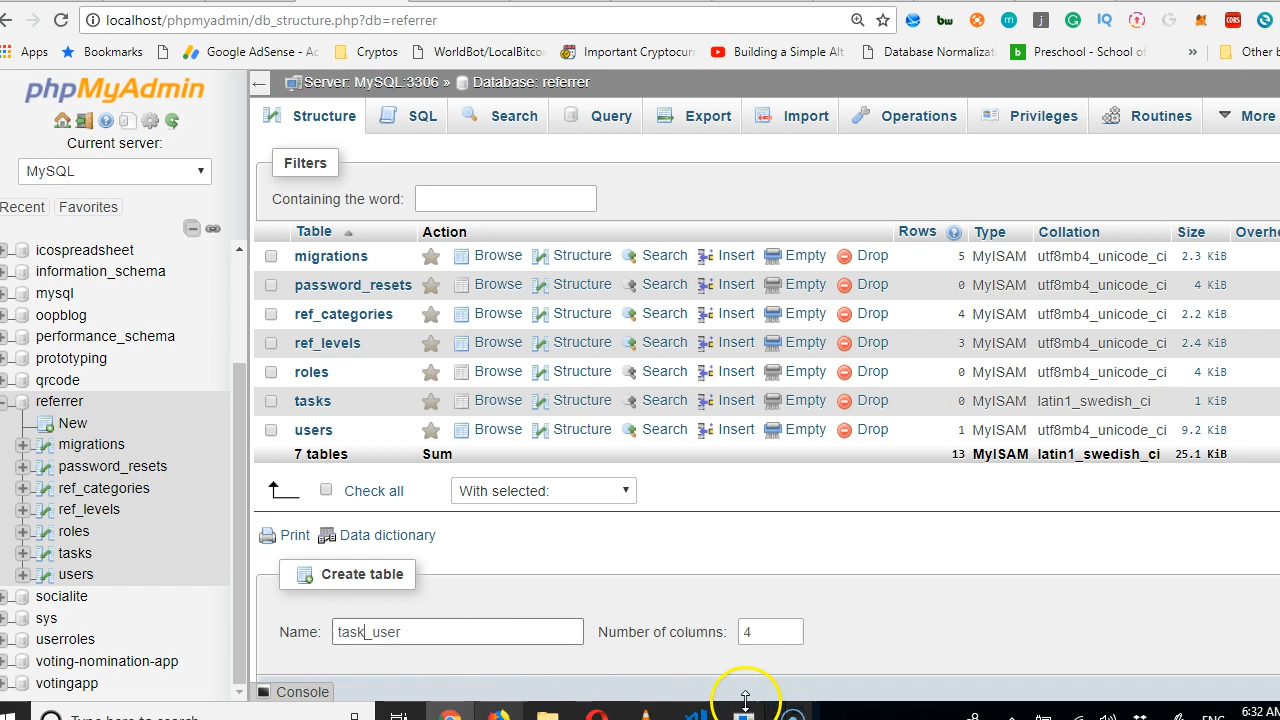 localhost/phpmyadmin/db_structure.php?db=referrer
Apps Bookmarks Google AdSense - Ac Cryptos WorldBot/LocalBitcoi Important Cryptocurr Building a Simple Alt Database Normalizat Preschool - School of » Other
phpMyAdmin
Current server:
MySQL
Recent Favorites
icospreadsheet
information_schema
mysql
oopblog
performance_schema
prototyping
qrcode
referrer
New
migrations
password_resets
ref_categories
ref_levels
roles
tasks
users
socialite
sys
userroles
voting-nomination-app
votingapp
Server: MySQL:3306 » Database: referrer
Structure SQL Search Query Export Import Operations Privileges Routines More
Filters
Containing the word:
Table Action Rows Type Collation Size Overhe
migrations Browse Structure Search Insert Empty Drop 5 MyISAM utf8mb4_unicode_ci 2.3 KiB
password_resets Browse Structure Search Insert Empty Drop 0 MyISAM utf8mb4_unicode_ci 4 KiB
ref_categories Browse Structure Search Insert Empty Drop 4 MyISAM utf8mb4_unicode_ci 2.2 KiB
ref_levels Browse Structure Search Insert Empty Drop 3 MyISAM utf8mb4_unicode_ci 2.4 KiB
roles Browse Structure Search Insert Empty Drop 0 MyISAM utf8mb4_unicode_ci 4 KiB
tasks Browse Structure Search Insert Empty Drop 0 MyISAM latin1_swedish_ci 1 KiB
users Browse Structure Search Insert Empty Drop 1 MyISAM utf8mb4_unicode_ci 9.2 KiB
7 tables Sum 13 MyISAM latin1_swedish_ci 25.1 KiB
Check all With selected:
Print Data dictionary
Create table
Name: task_user Number of columns: 4
Console
Type here to search
ENG 6:32 AM